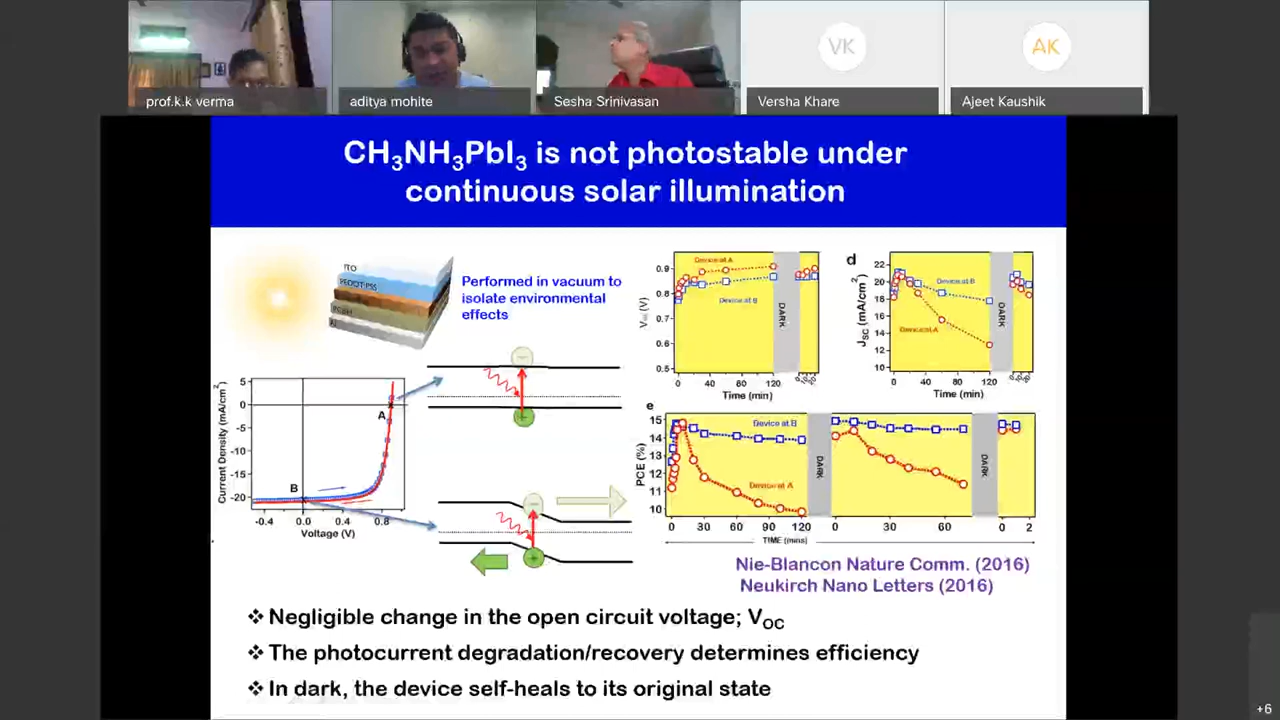 prof.k.k verma
aditya mohite
Sesha Srinivasan
VK
Versha Khare
AK
Ajeet Kaushik
CH₃NH₃PbI₃ is not photostable under
continuous solar illumination
ITO
PEDOT:PSS
Performed in vacuum to
isolate environmental
effects
Current Density (mA/cm²)
5
0
-5
-10
-15
-20
A
B
-0.4 0.0 0.4 0.8
Voltage (V)
0.9
0.8
0.7
0.6
0.5
Device at A
Device at B
DARK
0 40 80 120
Time (min)
d
J_SC (mA/cm²)
22
20
18
16
14
12
10
Device at B
Device at A
DARK
0 40 80 120
Time (min)
e
PCE (%)
15
14
13
12
11
10
Device at B
Device at A
DARK
DARK
0 30 60 90 120 0 30 60 0 2
TIME (mins)
Nie-Blancon Nature Comm. (2016)
Neukirch Nano Letters (2016)
❖ Negligible change in the open circuit voltage; V_OC
❖ The photocurrent degradation/recovery determines efficiency
❖ In dark, the device self-heals to its original state
+6